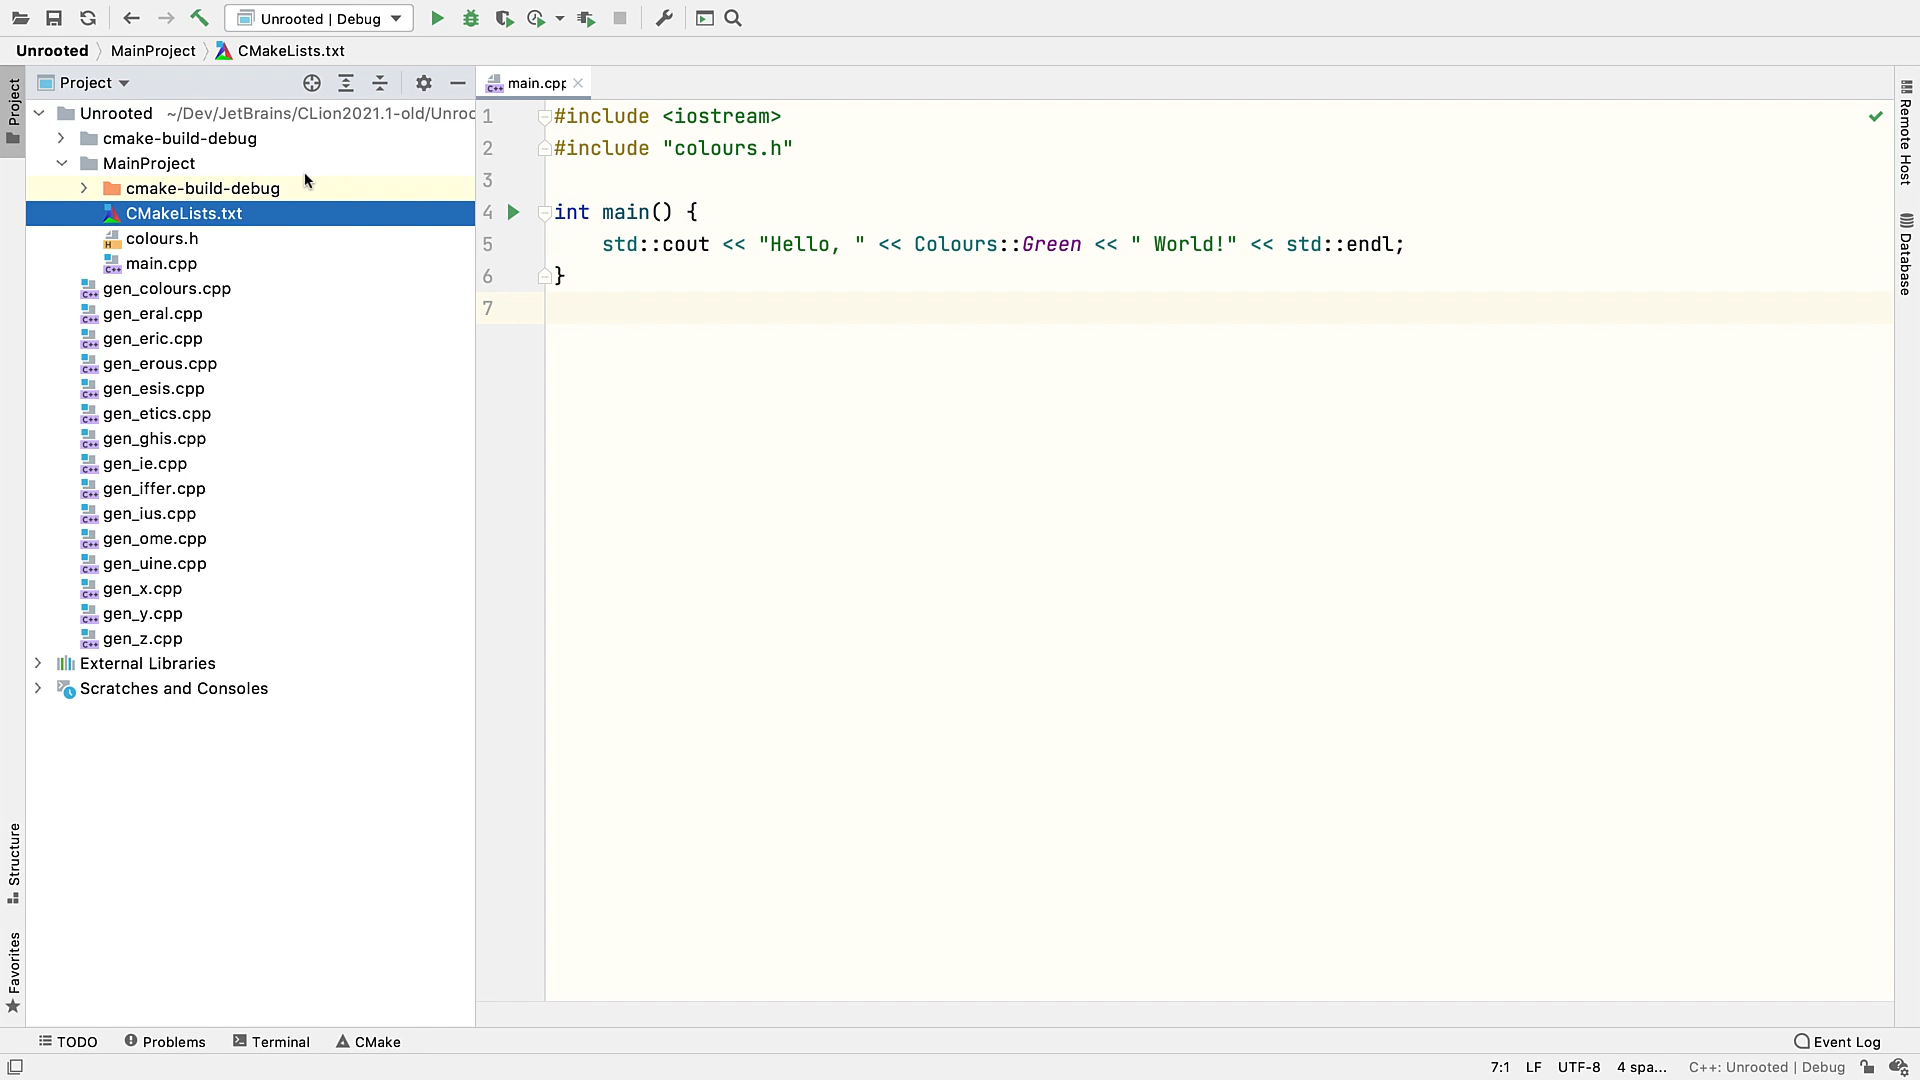 Unrooted | Debug
Unrooted MainProject CMakeLists.txt
Project
Project
Unrooted ~/Dev/JetBrains/CLion2021.1-old/Unroo
cmake-build-debug
MainProject
cmake-build-debug
CMakeLists.txt
colours.h
main.cpp
gen_colours.cpp
gen_eral.cpp
gen_eric.cpp
gen_erous.cpp
gen_esis.cpp
gen_etics.cpp
gen_ghis.cpp
gen_ie.cpp
gen_iffer.cpp
gen_ius.cpp
gen_ome.cpp
gen_uine.cpp
gen_x.cpp
gen_y.cpp
gen_z.cpp
External Libraries
Scratches and Consoles
Structure
Favorites
main.cpp
1 #include <iostream>
2 #include "colours.h"
3
4 int main() {
5 std::cout << "Hello, " << Colours::Green << " World!" << std::endl;
6 }
7
Remote Host
Database
TODO Problems Terminal CMake Event Log
7:1 LF UTF-8 4 spa... C++: Unrooted | Debug